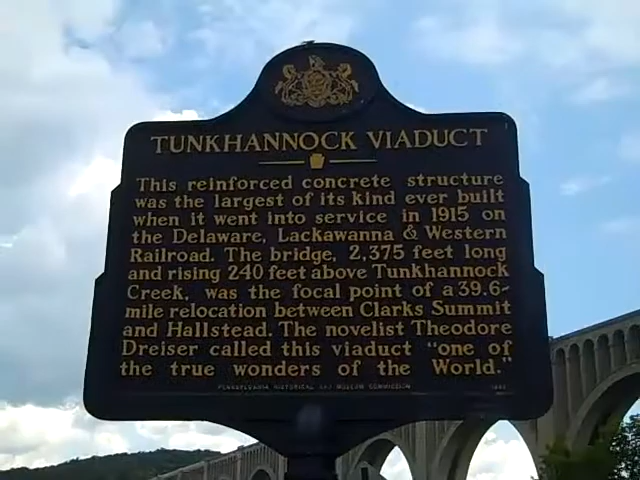 TUNKHANNOCK VIADUCT
This reinforced concrete structure
was the largest of its kind ever built
when it went into service in 1915 on
the Delaware, Lackawanna & Western
Railroad. The bridge, 2,375 feet long
and rising 240 feet above Tunkhannock
Creek, was the focal point of a 39.6-
mile relocation between Clarks Summit
and Hallstead. The novelist Theodore
Dreiser called this viaduct "one of
the true wonders of the World."
PENNSYLVANIA HISTORICAL AND MUSEUM COMMISSION